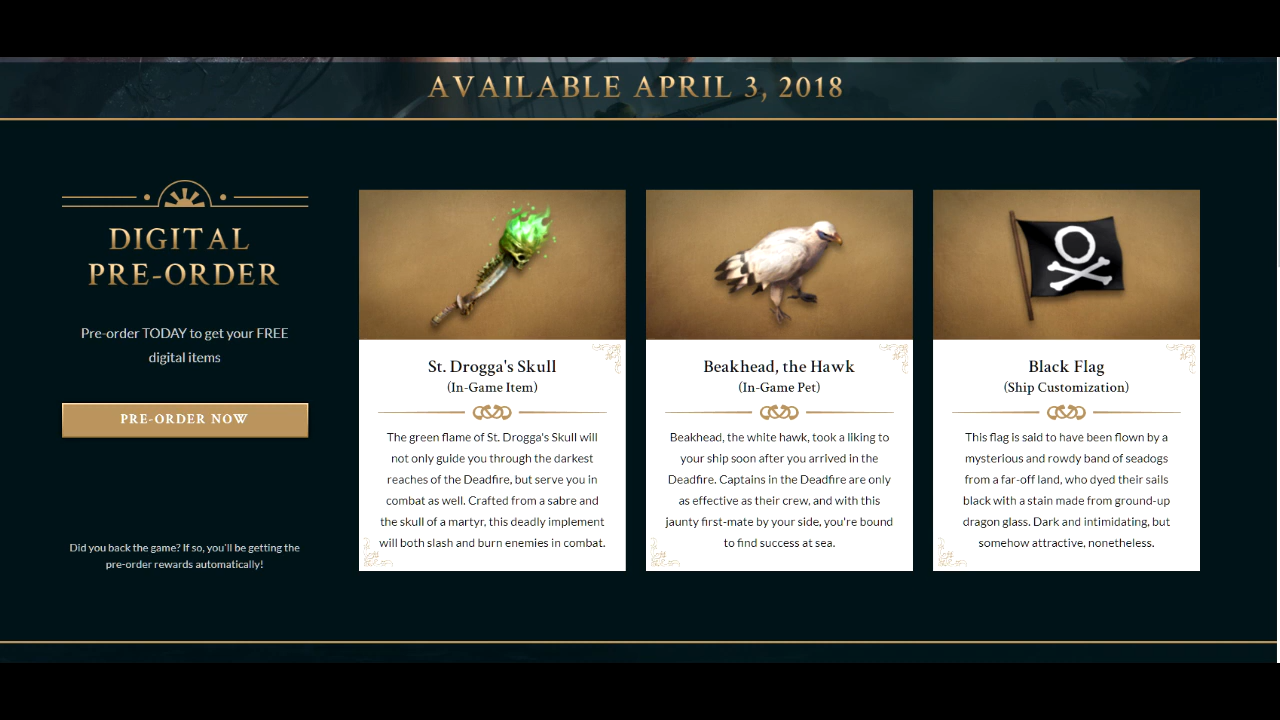 AVAILABLE APRIL 3, 2018
DIGITAL
PRE-ORDER
Pre-order TODAY to get your FREE
digital items
PRE-ORDER NOW
Did you back the game? If so, you'll be getting the
pre-order rewards automatically!
St. Drogga's Skull
(In-Game Item)
The green flame of St. Drogga's Skull will
not only guide you through the darkest
reaches of the Deadfire, but serve you in
combat as well. Crafted from a sabre and
the skull of a martyr, this deadly implement
will both slash and burn enemies in combat.
Beakhead, the Hawk
(In-Game Pet)
Beakhead, the white hawk, took a liking to
your ship soon after you arrived in the
Deadfire. Captains in the Deadfire are only
as effective as their crew, and with this
jaunty first-mate by your side, you're bound
to find success at sea.
Black Flag
(Ship Customization)
This flag is said to have been flown by a
mysterious and rowdy band of seadogs
from a far-off land, who dyed their sails
black with a stain made from ground-up
dragon glass. Dark and intimidating, but
somehow attractive, nonetheless.